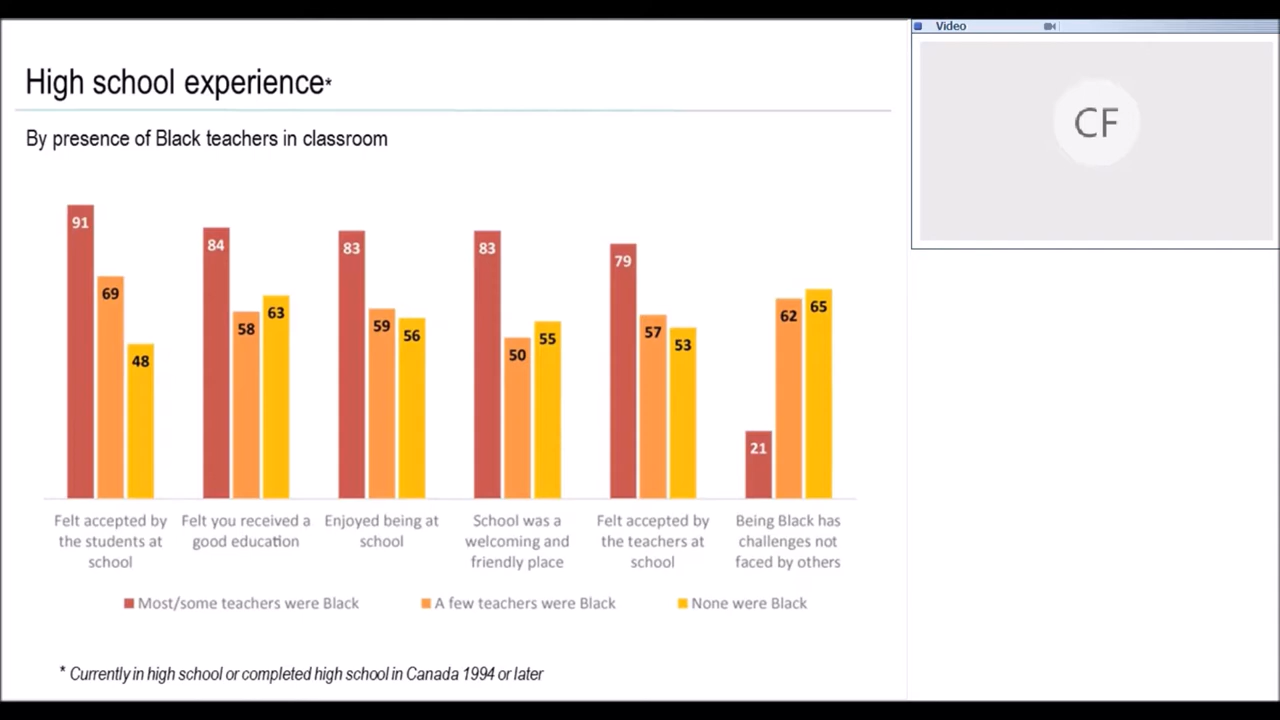 Video
CF
High school experience*
By presence of Black teachers in classroom
91
69
48
84
58
63
83
59
56
83
50
55
79
57
53
21
62
65
Felt accepted by
the students at
school
Felt you received a
good education
Enjoyed being at
school
School was a
welcoming and
friendly place
Felt accepted by
the teachers at
school
Being Black has
challenges not
faced by others
Most/some teachers were Black
A few teachers were Black
None were Black
* Currently in high school or completed high school in Canada 1994 or later